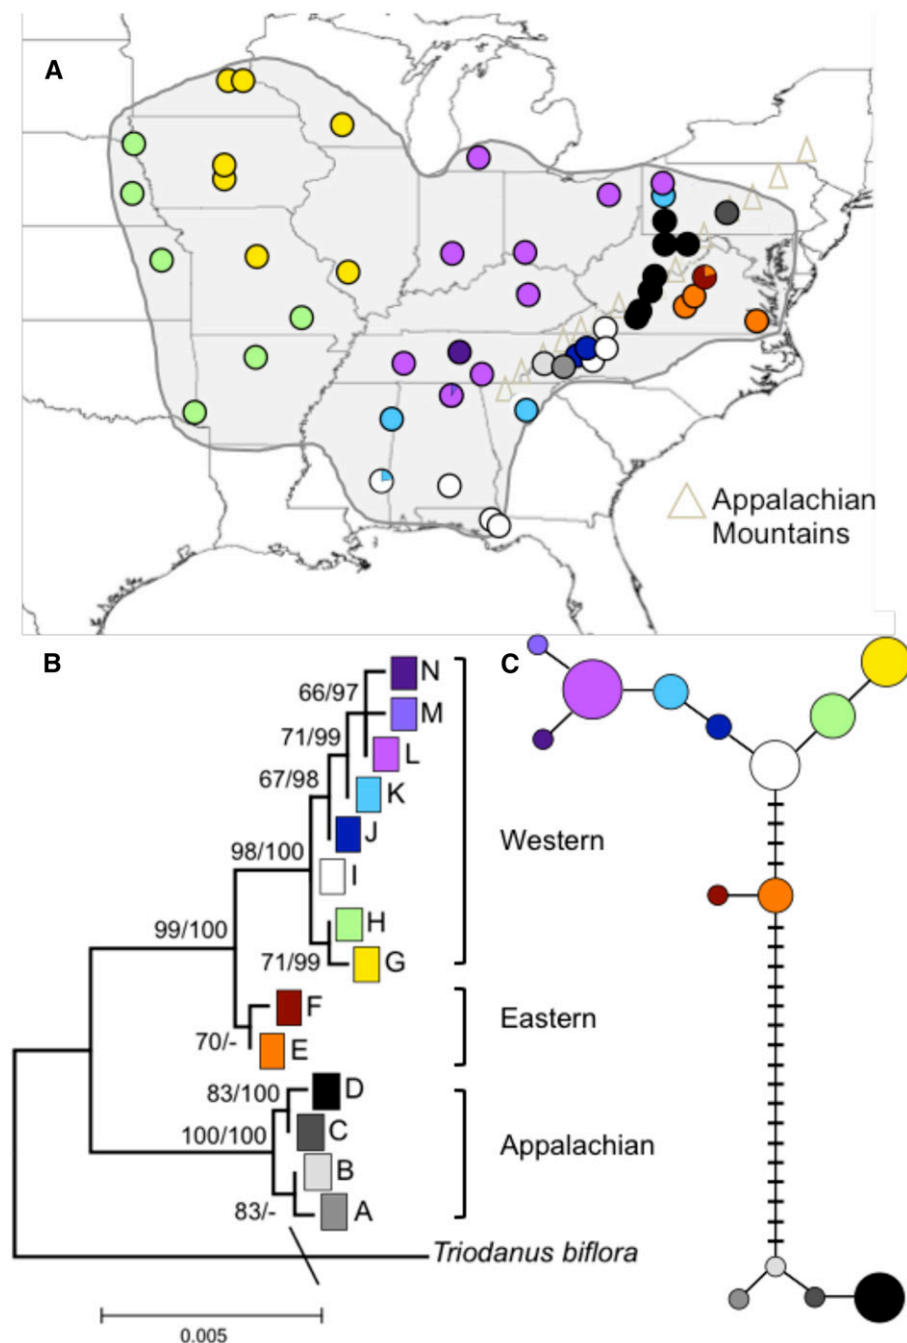 A
Appalachian
Mountains
B
C
66/97
N
M
71/99
L
67/98
K
J
98/100
Western
I
H
99/100
71/99
G
F
Eastern
70/-
E
83/100
D
C
100/100
Appalachian
B
83/-
A
Triodanus biflora
0.005